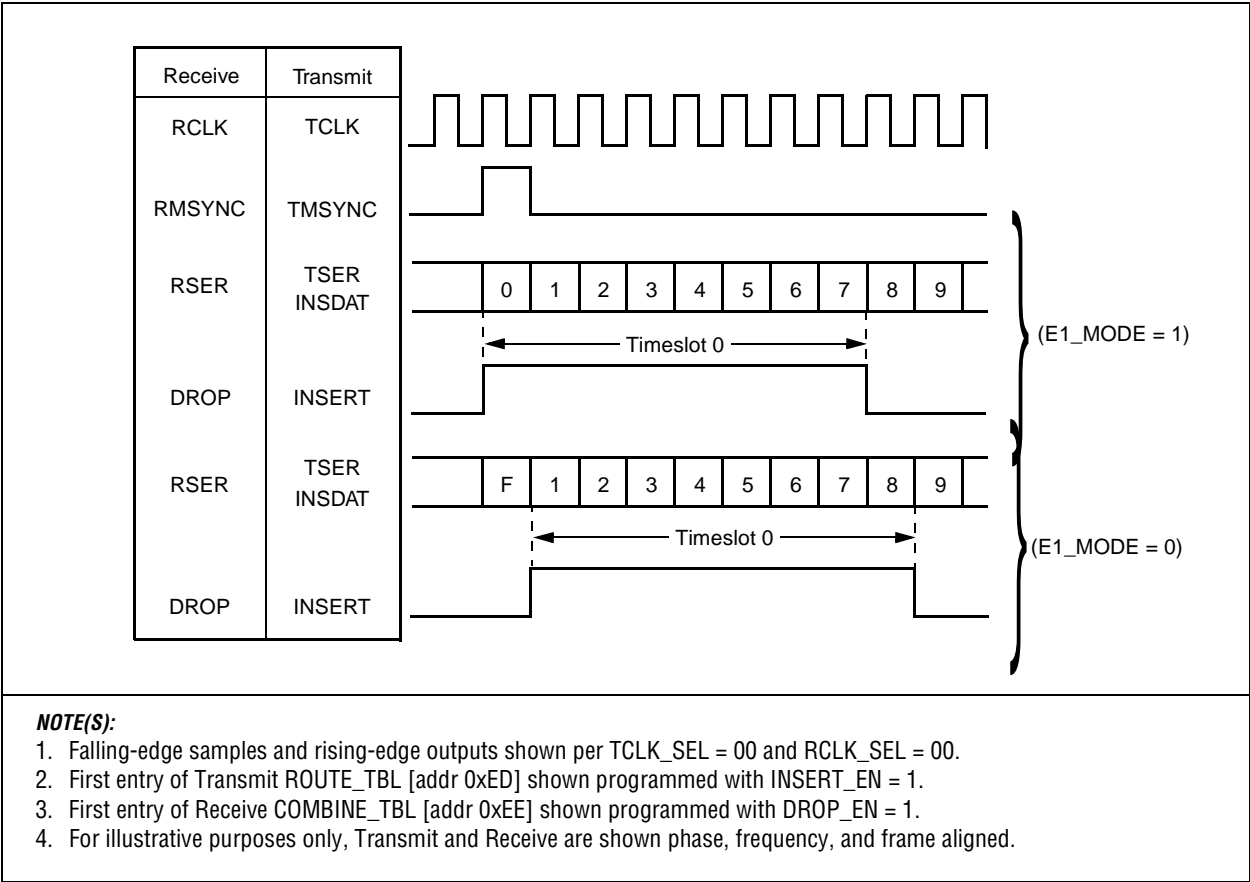 Receive Transmit
RCLK TCLK
RMSYNC TMSYNC
RSER TSER INSDAT 0 1 2 3 4 5 6 7 8 9
Timeslot 0
(E1_MODE = 1)
DROP INSERT
RSER TSER INSDAT F 1 2 3 4 5 6 7 8 9
Timeslot 0
(E1_MODE = 0)
DROP INSERT
NOTE(S):
1. Falling-edge samples and rising-edge outputs shown per TCLK_SEL = 00 and RCLK_SEL = 00.
2. First entry of Transmit ROUTE_TBL [addr 0xED] shown programmed with INSERT_EN = 1.
3. First entry of Receive COMBINE_TBL [addr 0xEE] shown programmed with DROP_EN = 1.
4. For illustrative purposes only, Transmit and Receive are shown phase, frequency, and frame aligned.